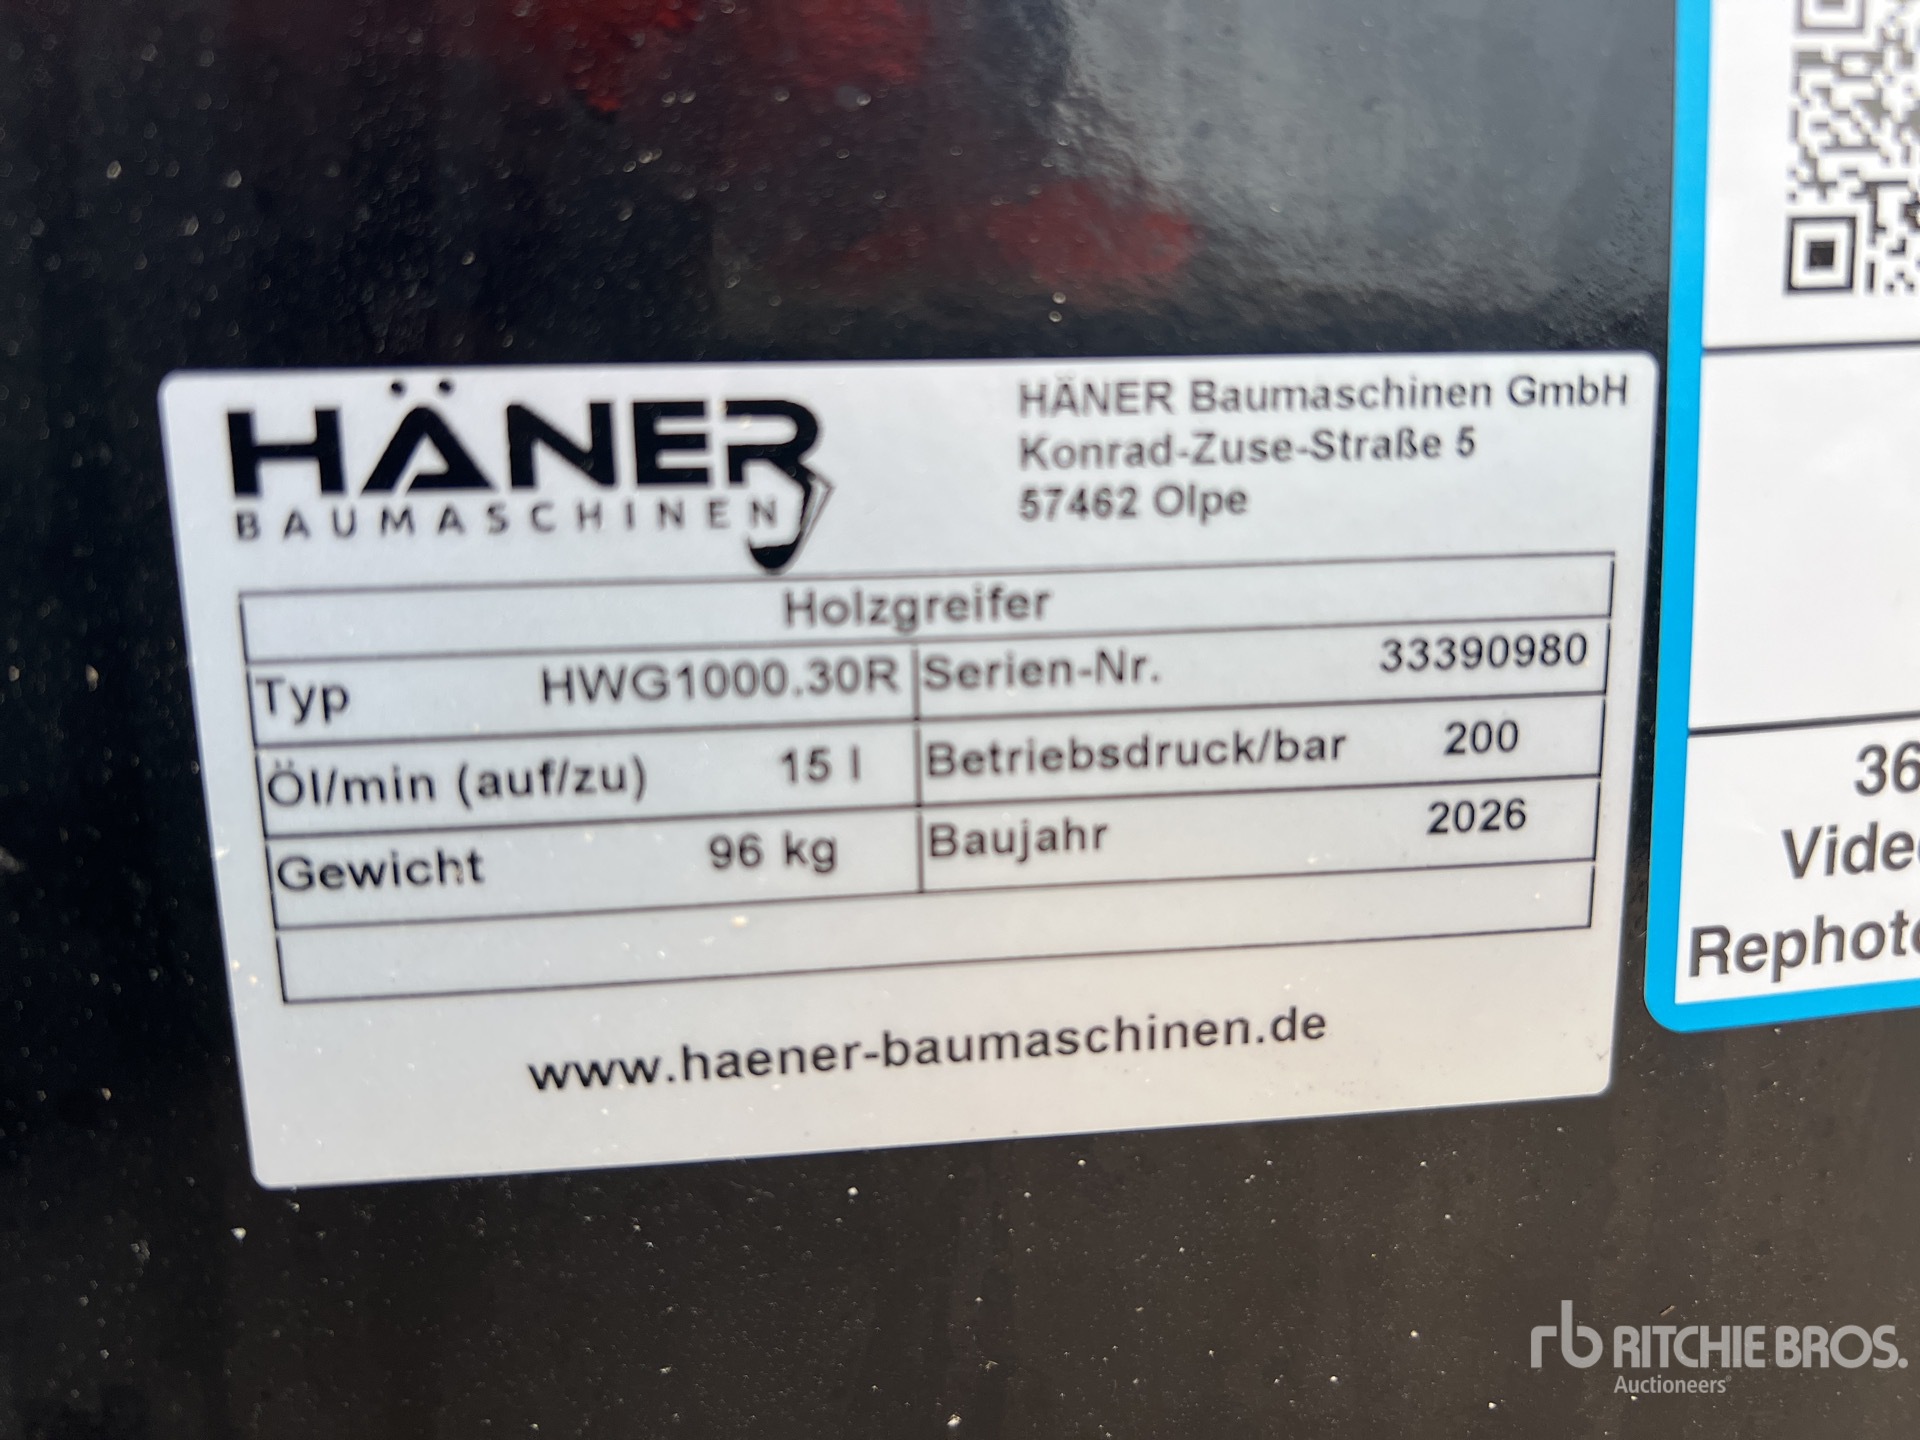 HÄNER
BAUMASCHINEN
HÄNER Baumaschinen GmbH
Konrad-Zuse-Straße 5
57462 Olpe
Holzgreifer
Typ HWG1000.30R Serien-Nr. 33390980
Öl/min (auf/zu) 15 l Betriebsdruck/bar 200
Gewicht 96 kg Baujahr 2026
www.haener-baumaschinen.de
36
rb RITCHIE BROS.
Auctioneers